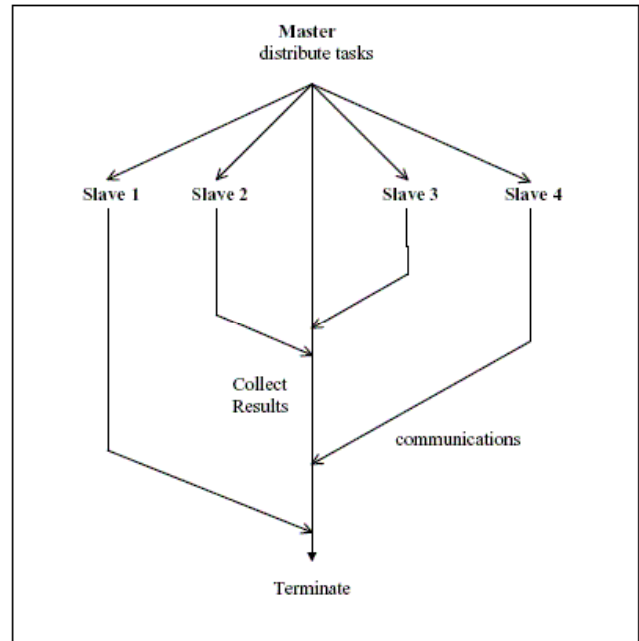 Master
distribute tasks
Slave 1
Slave 2
Slave 3
Slave 4
Collect
Results
communications
Terminate